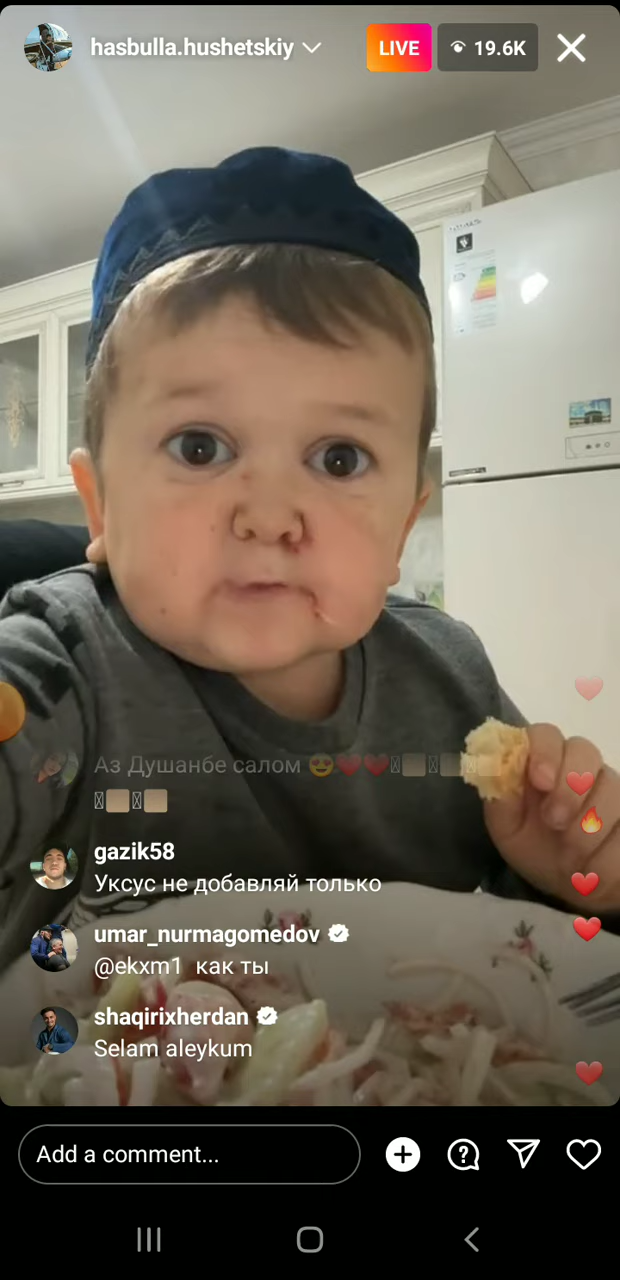 hasbulla.hushetskiy
LIVE
19.6K
Аз Душанбе салом 😍❤️❤️
gazik58
Уксус не добавляй только
umar_nurmagomedov
@ekxm1 как ты
shaqirixherdan
Selam aleykum
Add a comment...